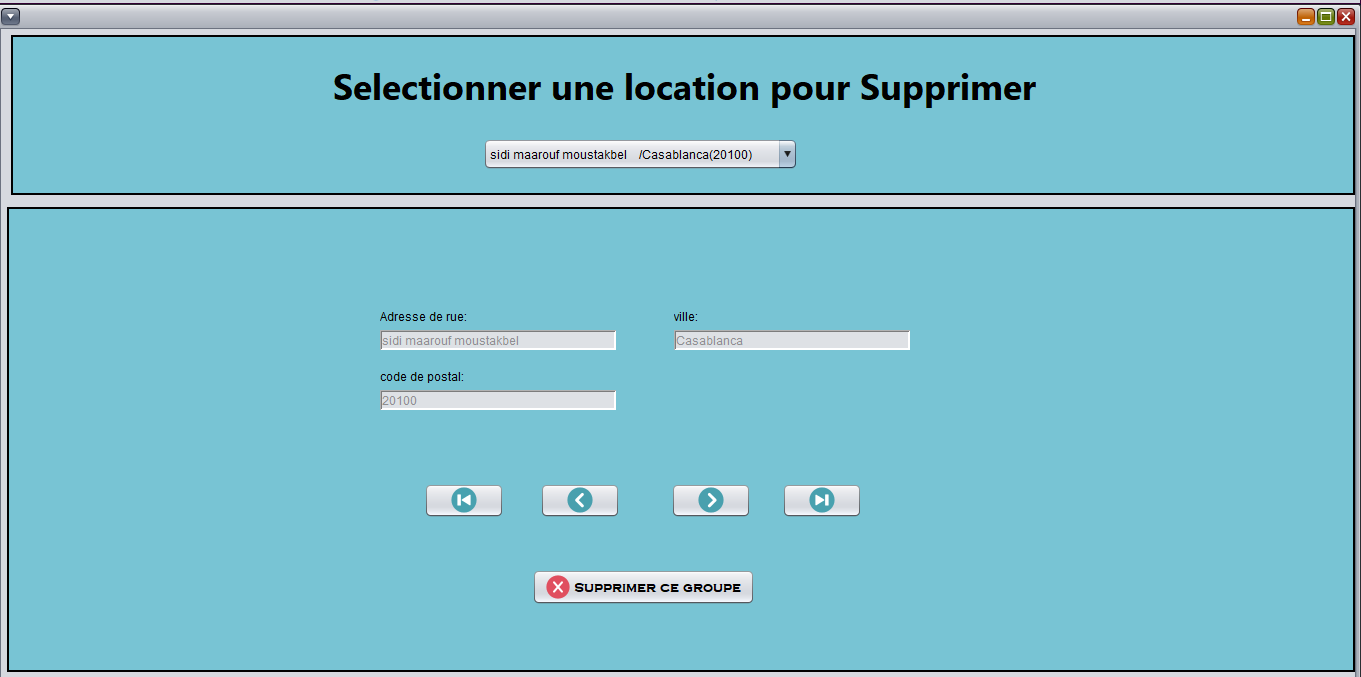 Selectionner une location pour Supprimer
sidi maarouf moustakbel /Casablanca(20100)
Adresse de rue:
ville:
sidi maarouf moustakbel
Casablanca
code de postal:
20100
SUPPRIMER CE GROUPE